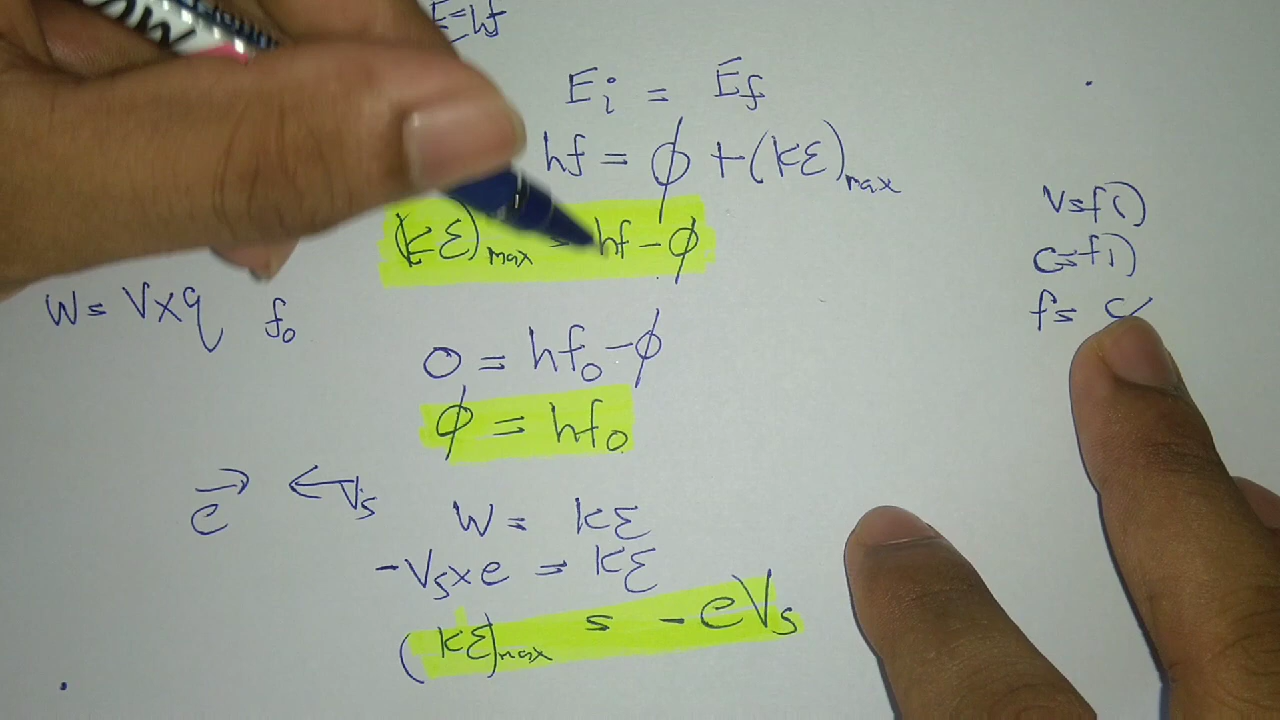 E=hf
Ei = Ef
hf = ϕ + (KE)max
(KE)max = hf - ϕ
W = V×q
f0
0 = hf0 - ϕ
ϕ = hf0
e Vs
W = KE
-Vs×e = KE
(KE)max = -eVs
v=fλ
c=fλ
f= c